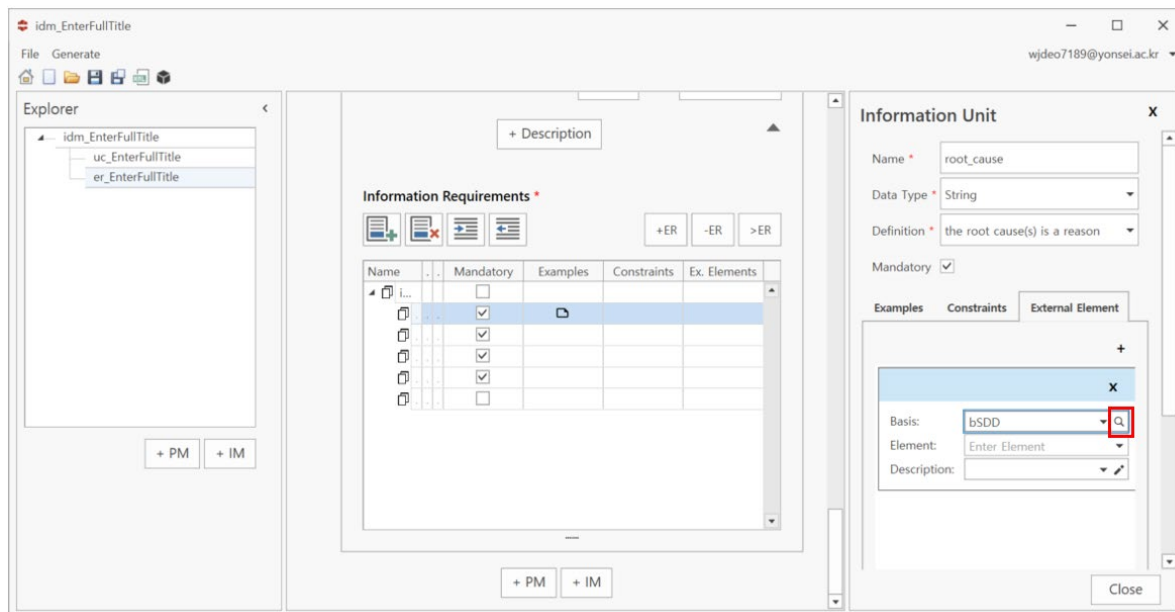 idm_EnterFullTitle
File Generate
wjdeo7189@yonsei.ac.kr
Explorer
idm_EnterFullTitle
uc_EnterFullTitle
er_EnterFullTitle
+ PM + IM
+ Description
Information Requirements *
+ER -ER >ER
Name . . Mandatory Examples Constraints Ex. Elements
i...
+ PM + IM
Information Unit X
Name * root_cause
Data Type * String
Definition * the root cause(s) is a reason
Mandatory
Examples Constraints External Element
+
x
Basis: bSDD
Element: Enter Element
Description:
Close